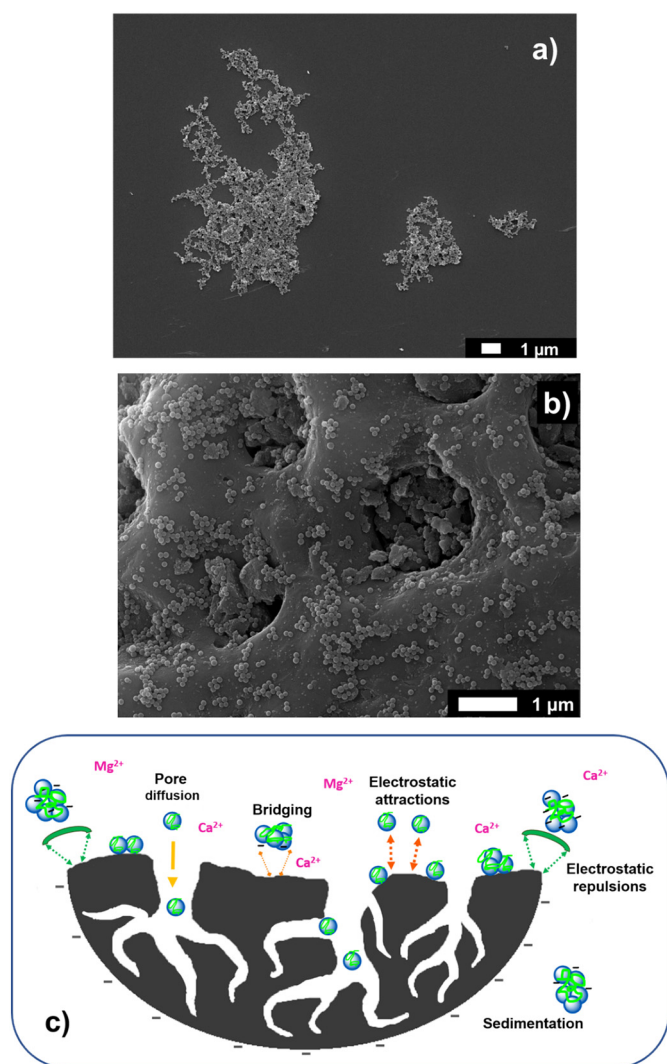 a)
1 µm
b)
1 µm
Mg²⁺
Pore
diffusion
Bridging
Ca²⁺
Ca²⁺
Mg²⁺
Electrostatic
attractions
Ca²⁺
Ca²⁺
Electrostatic
repulsions
Sedimentation
c)